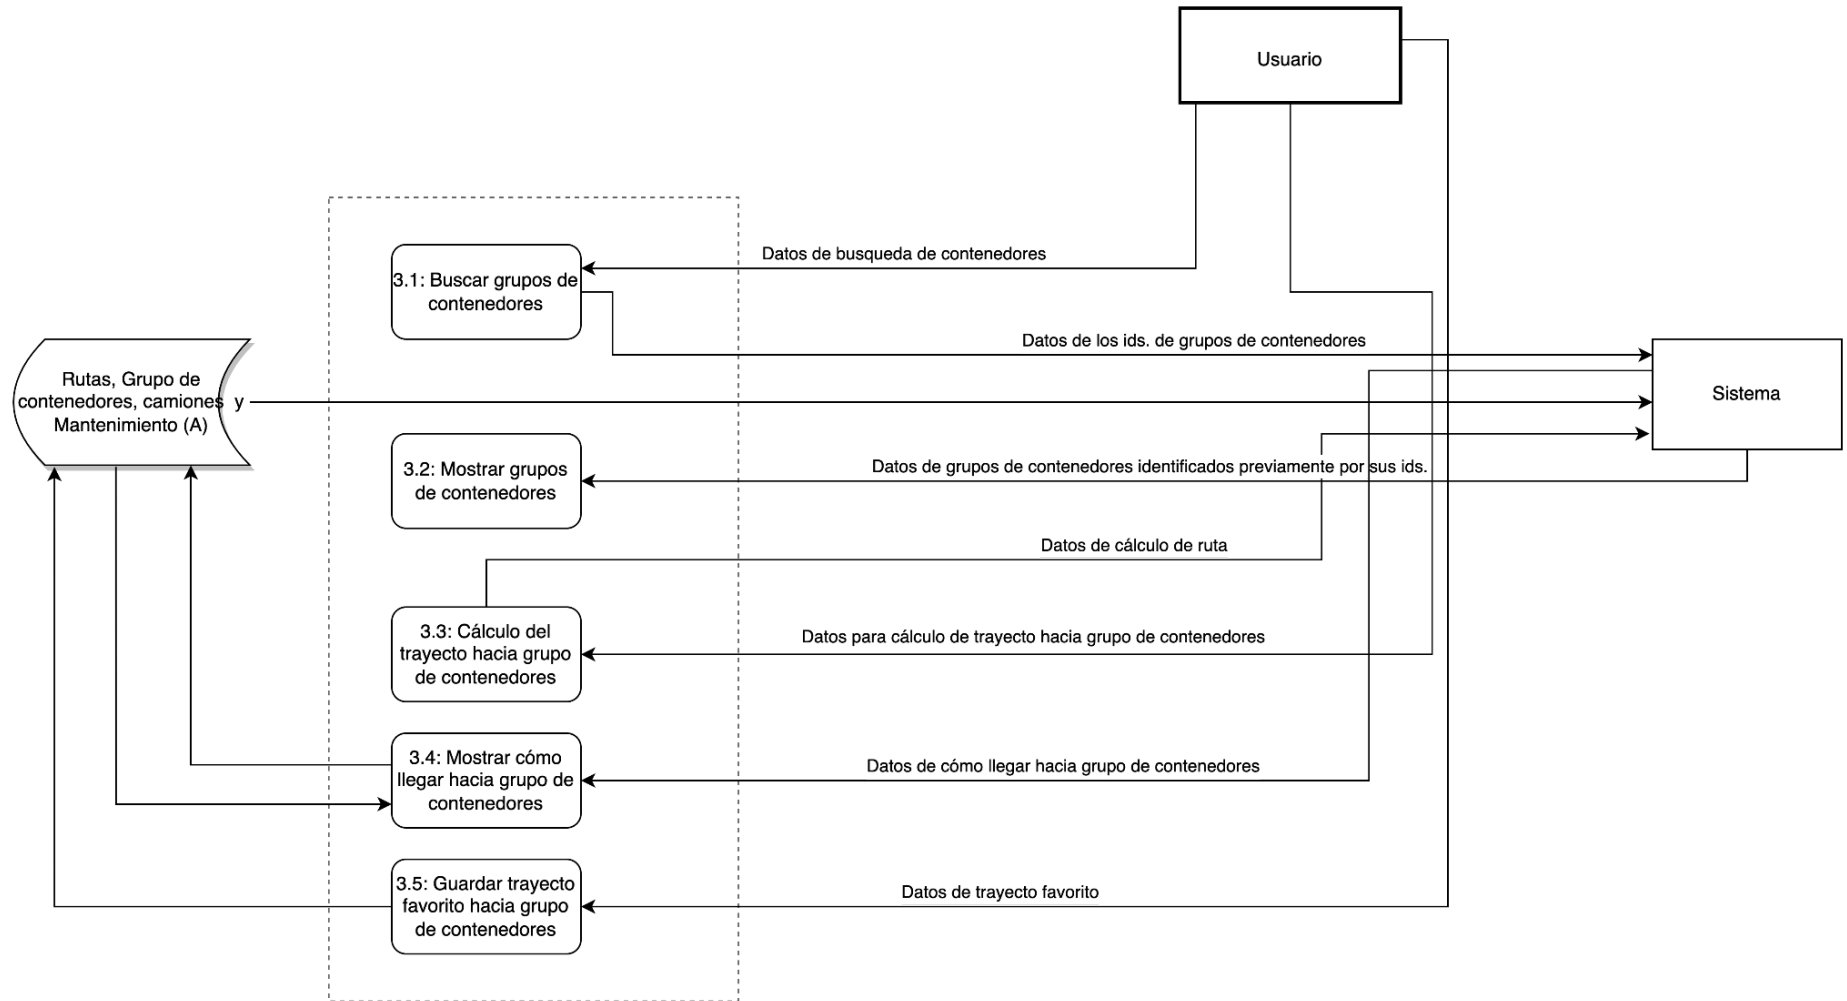 Usuario
Datos de busqueda de contenedores
3.1: Buscar grupos de
contenedores
Datos de los ids. de grupos de contenedores
Rutas, Grupo de
contenedores, camiones y
Mantenimiento (A)
Sistema
3.2: Mostrar grupos
de contenedores
Datos de grupos de contenedores identificados previamente por sus ids.
Datos de cálculo de ruta
3.3: Cálculo del
trayecto hacia grupo
de contenedores
Datos para cálculo de trayecto hacia grupo de contenedores
3.4: Mostrar cómo
llegar hacia grupo de
contenedores
Datos de cómo llegar hacia grupo de contenedores
3.5: Guardar trayecto
favorito hacia grupo
de contenedores
Datos de trayecto favorito